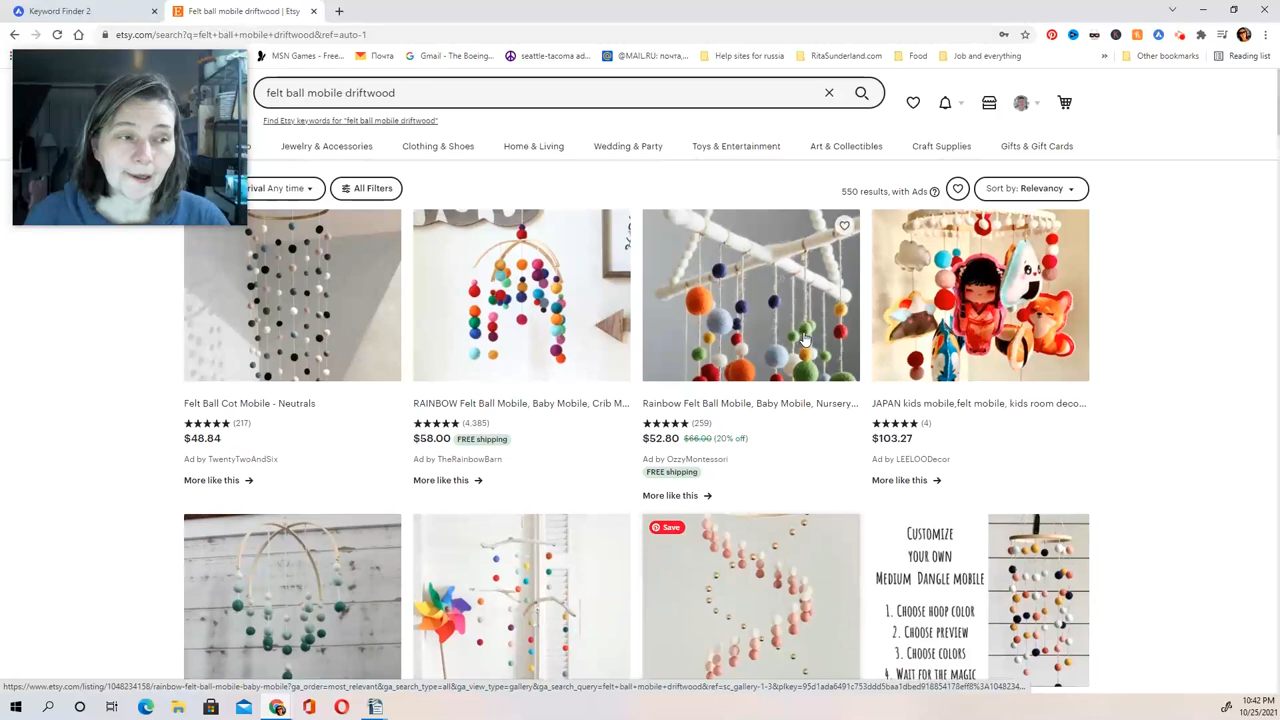 Keyword Finder 2
Felt ball mobile driftwood | Etsy
etsy.com/search?q=felt+ball+mobile+driftwood&ref=auto-1
MSN Games - Free...
Почта
Gmail - The Boeing...
seattle-tacoma ad...
@MAIL.RU: почта,...
Help sites for russia
RitaSunderland.com
Food
Job and everything
Other bookmarks
Reading list
felt ball mobile driftwood
Find Etsy keywords for "felt ball mobile driftwood"
Jewelry & Accessories
Clothing & Shoes
Home & Living
Wedding & Party
Toys & Entertainment
Art & Collectibles
Craft Supplies
Gifts & Gift Cards
Any time
All Filters
550 results, with Ads
Sort by: Relevancy
Felt Ball Cot Mobile - Neutrals
RAINBOW Felt Ball Mobile, Baby Mobile, Crib M...
Rainbow Felt Ball Mobile, Baby Mobile, Nursery...
JAPAN kids mobile,felt mobile, kids room deco...
(217)
(4,385)
(259)
(4)
$48.84
$58.00 FREE shipping
$52.80 $66.00 (20% off)
$103.27
Ad by TwentyTwoAndSix
Ad by TheRainbowBarn
Ad by OzzyMontessori
Ad by LEELOODecor
FREE shipping
More like this →
More like this →
More like this →
More like this →
Save
CUSTOMIZE
YOUR OWN
MEDIUM DANGLE MOBILE
1. CHOOSE HOOP COLOR
2. CHOOSE PREVIEW
3. CHOOSE COLORS
4. WAIT FOR THE MAGIC
10:42 PM
10/25/2021